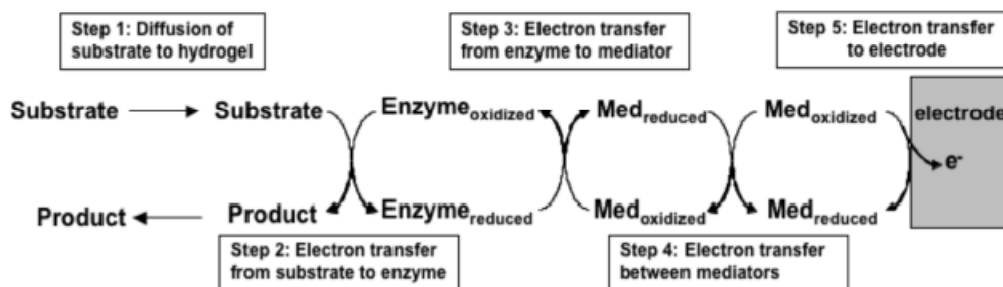 Step 1: Diffusion of
substrate to hydrogel
Step 3: Electron transfer
from enzyme to mediator
Step 5: Electron transfer
to electrode
Substrate
Substrate
Enzymeoxidized
Medreduced
Medoxidized
electrode
e-
Product
Product
Enzymereduced
Medoxidized
Medreduced
Step 2: Electron transfer
from substrate to enzyme
Step 4: Electron transfer
between mediators